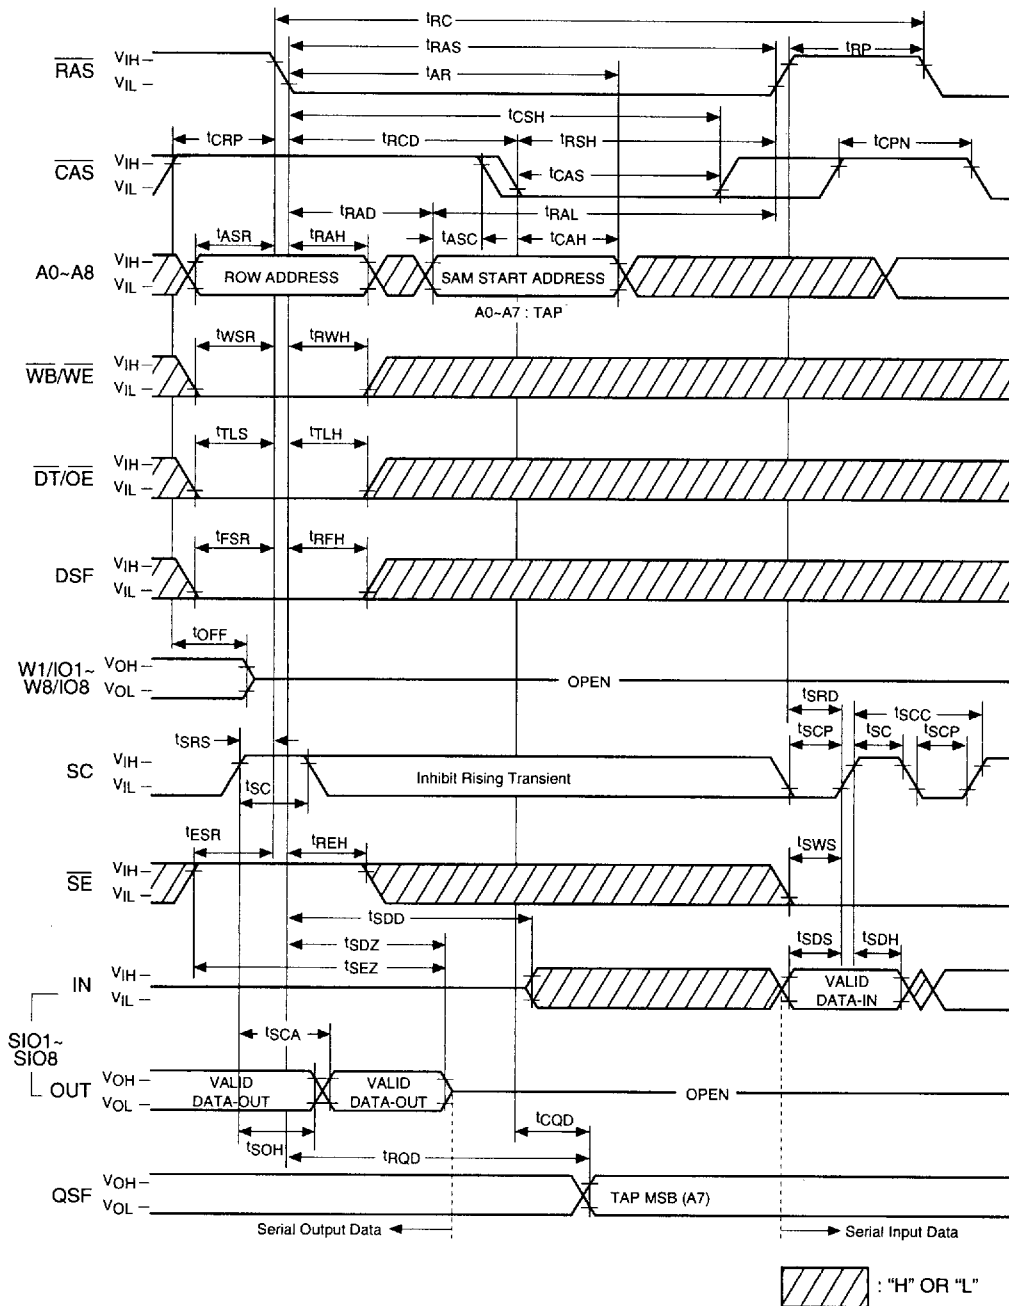 tRC
tRAS
tRP
RAS
VIH
VIL
tAR
tCSH
tCRP
tRCD
tRSH
tCPN
CAS
VIH
VIL
tCAS
tRAD
tRAL
tASR
tRAH
tASC
tCAH
A0~A8
VIH
VIL
ROW ADDRESS
SAM START ADDRESS
A0~A7 : TAP
tWSR
tRWH
WB/WE
VIH
VIL
tTLS
tTLH
DT/OE
VIH
VIL
tFSR
tRFH
DSF
VIH
VIL
tOFF
W1/IO1~
W8/IO8
VOH
VOL
OPEN
tSRD
tSCC
tSRS
tSCP
tSC
tSCP
SC
VIH
VIL
tSC
Inhibit Rising Transient
tESR
tREH
tSWS
SE
VIH
VIL
tSDD
tSDZ
tSEZ
tSDS
tSDH
IN
VIH
VIL
VALID
DATA-IN
SIO1~
SIO8
tSCA
OUT
VOH
VOL
VALID
DATA-OUT
VALID
DATA-OUT
OPEN
tSOH
tCQD
tRQD
QSF
VOH
VOL
TAP MSB (A7)
Serial Output Data
Serial Input Data
: "H" OR "L"